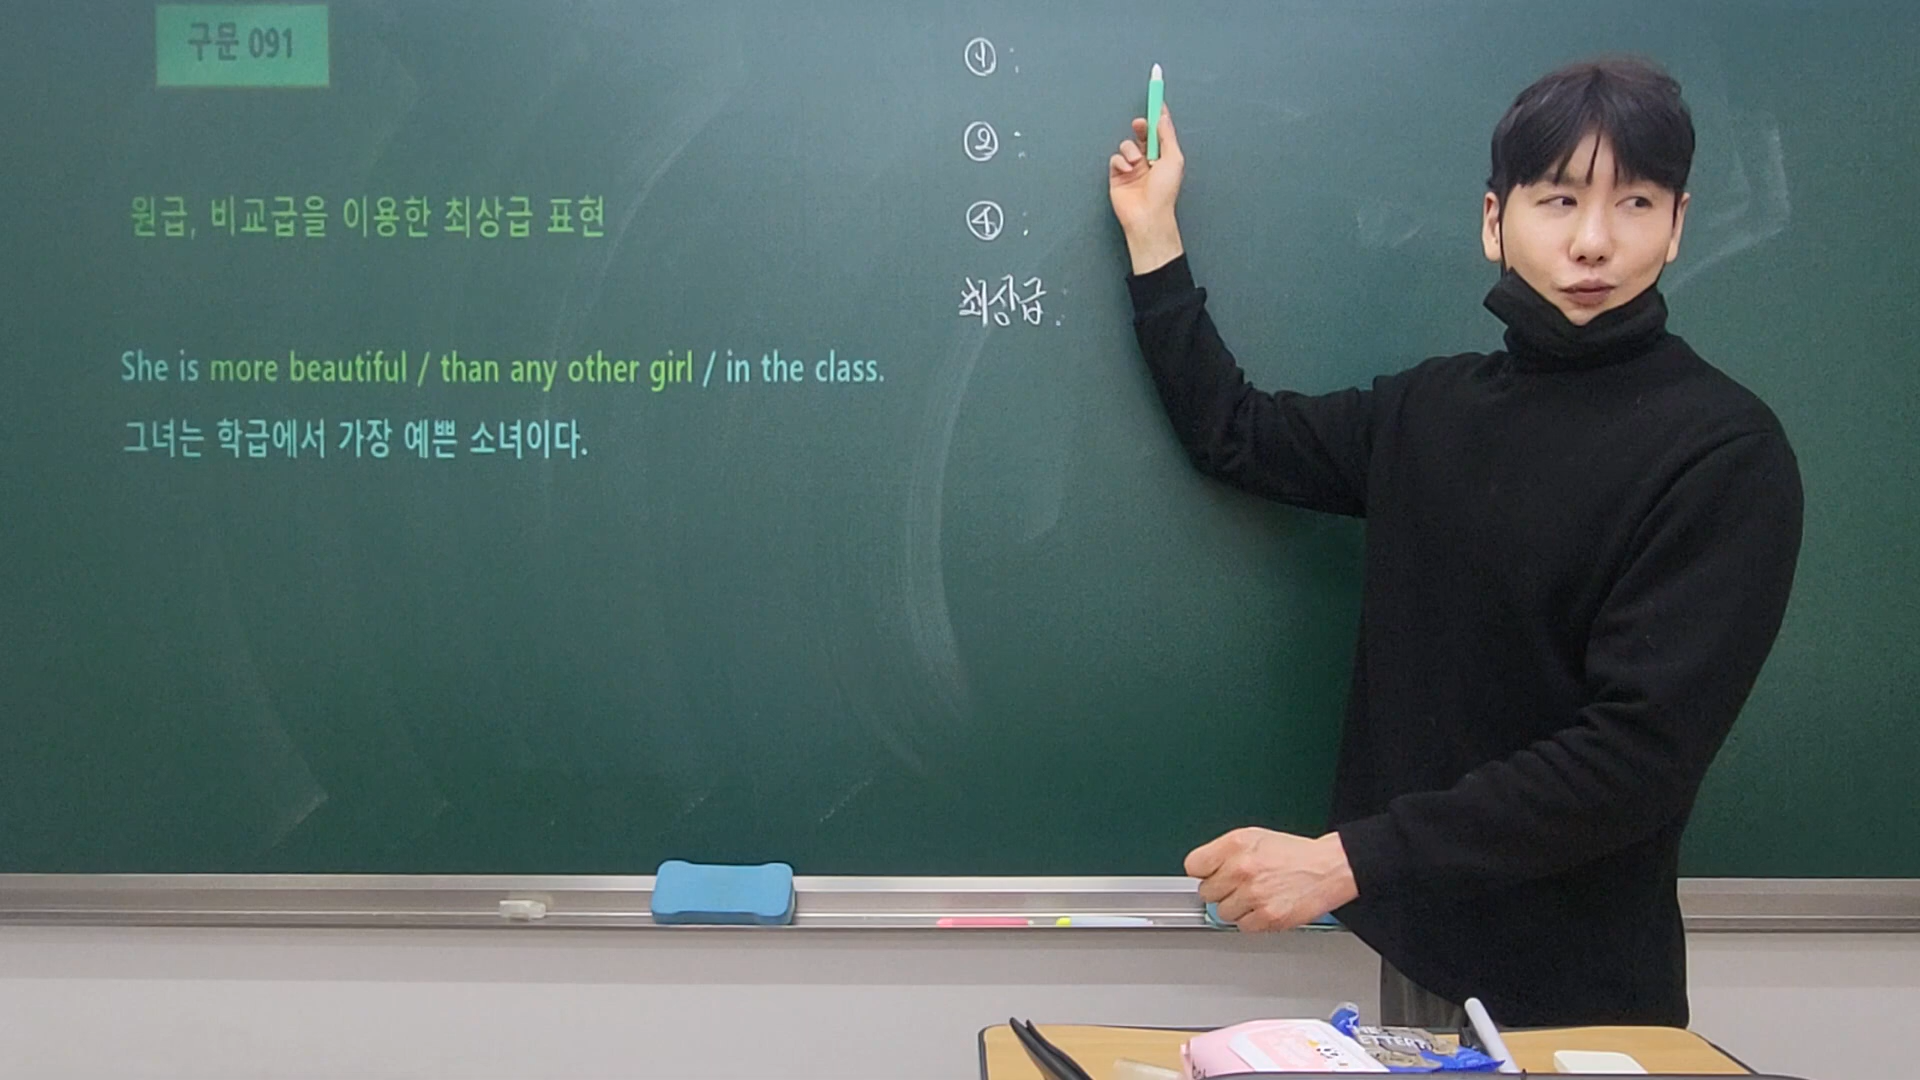 구문 091
원급, 비교급을 이용한 최상급 표현
She is more beautiful / than any other girl / in the class.
그녀는 학급에서 가장 예쁜 소녀이다.
① :
② :
④ :
최상급 :